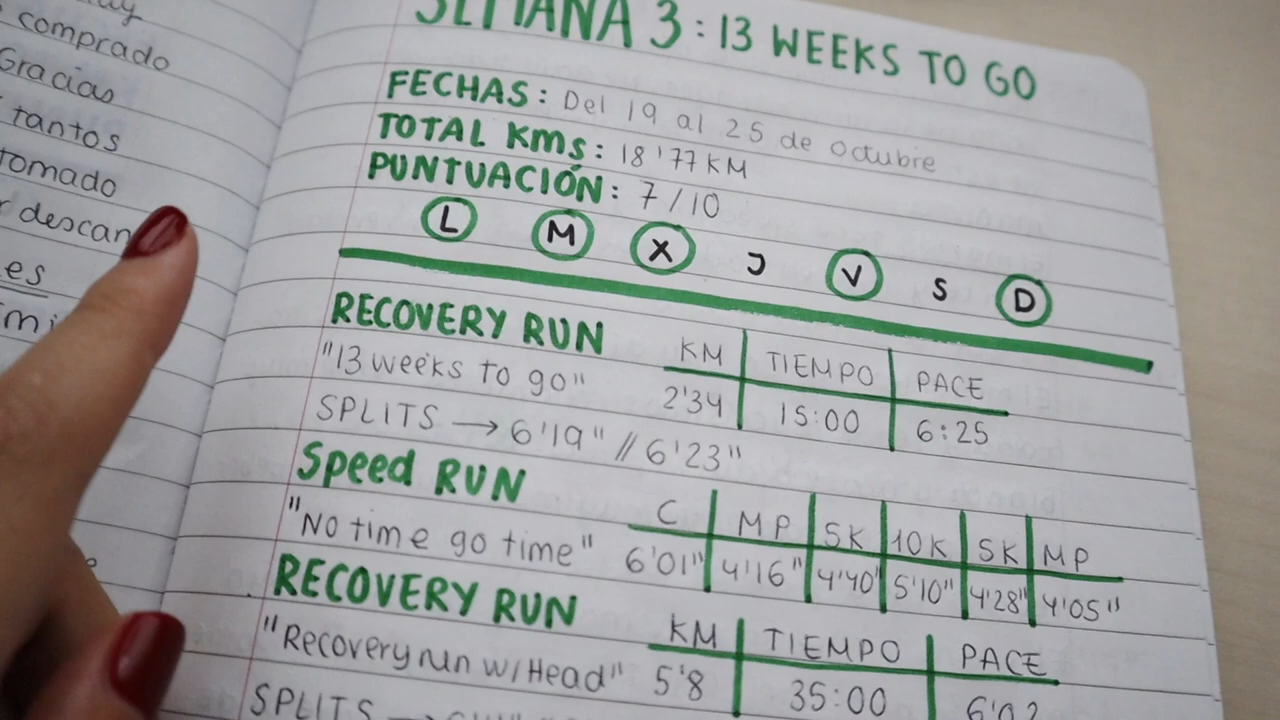 comprado
Gracias
tantos
tomado
descan
es
SEMANA 3: 13 WEEKS TO GO
FECHAS: Del 19 al 25 de octubre
TOTAL Kms: 18'77 KM
PUNTUACIÓN: 7/10
L M X J V S D
RECOVERY RUN
KM TIEMPO PACE
"13 weeks to go"
2'34 15:00 6:25
SPLITS → 6'19" // 6'23"
Speed RUN
C MP 5K 10K 5K MP
"No time go time"
6'01" 4'16" 4'40" 5'10" 4'28" 4'05"
RECOVERY RUN
KM TIEMPO PACE
"Recovery run w/Head"
5'8 35:00 6'02
SPLITS →